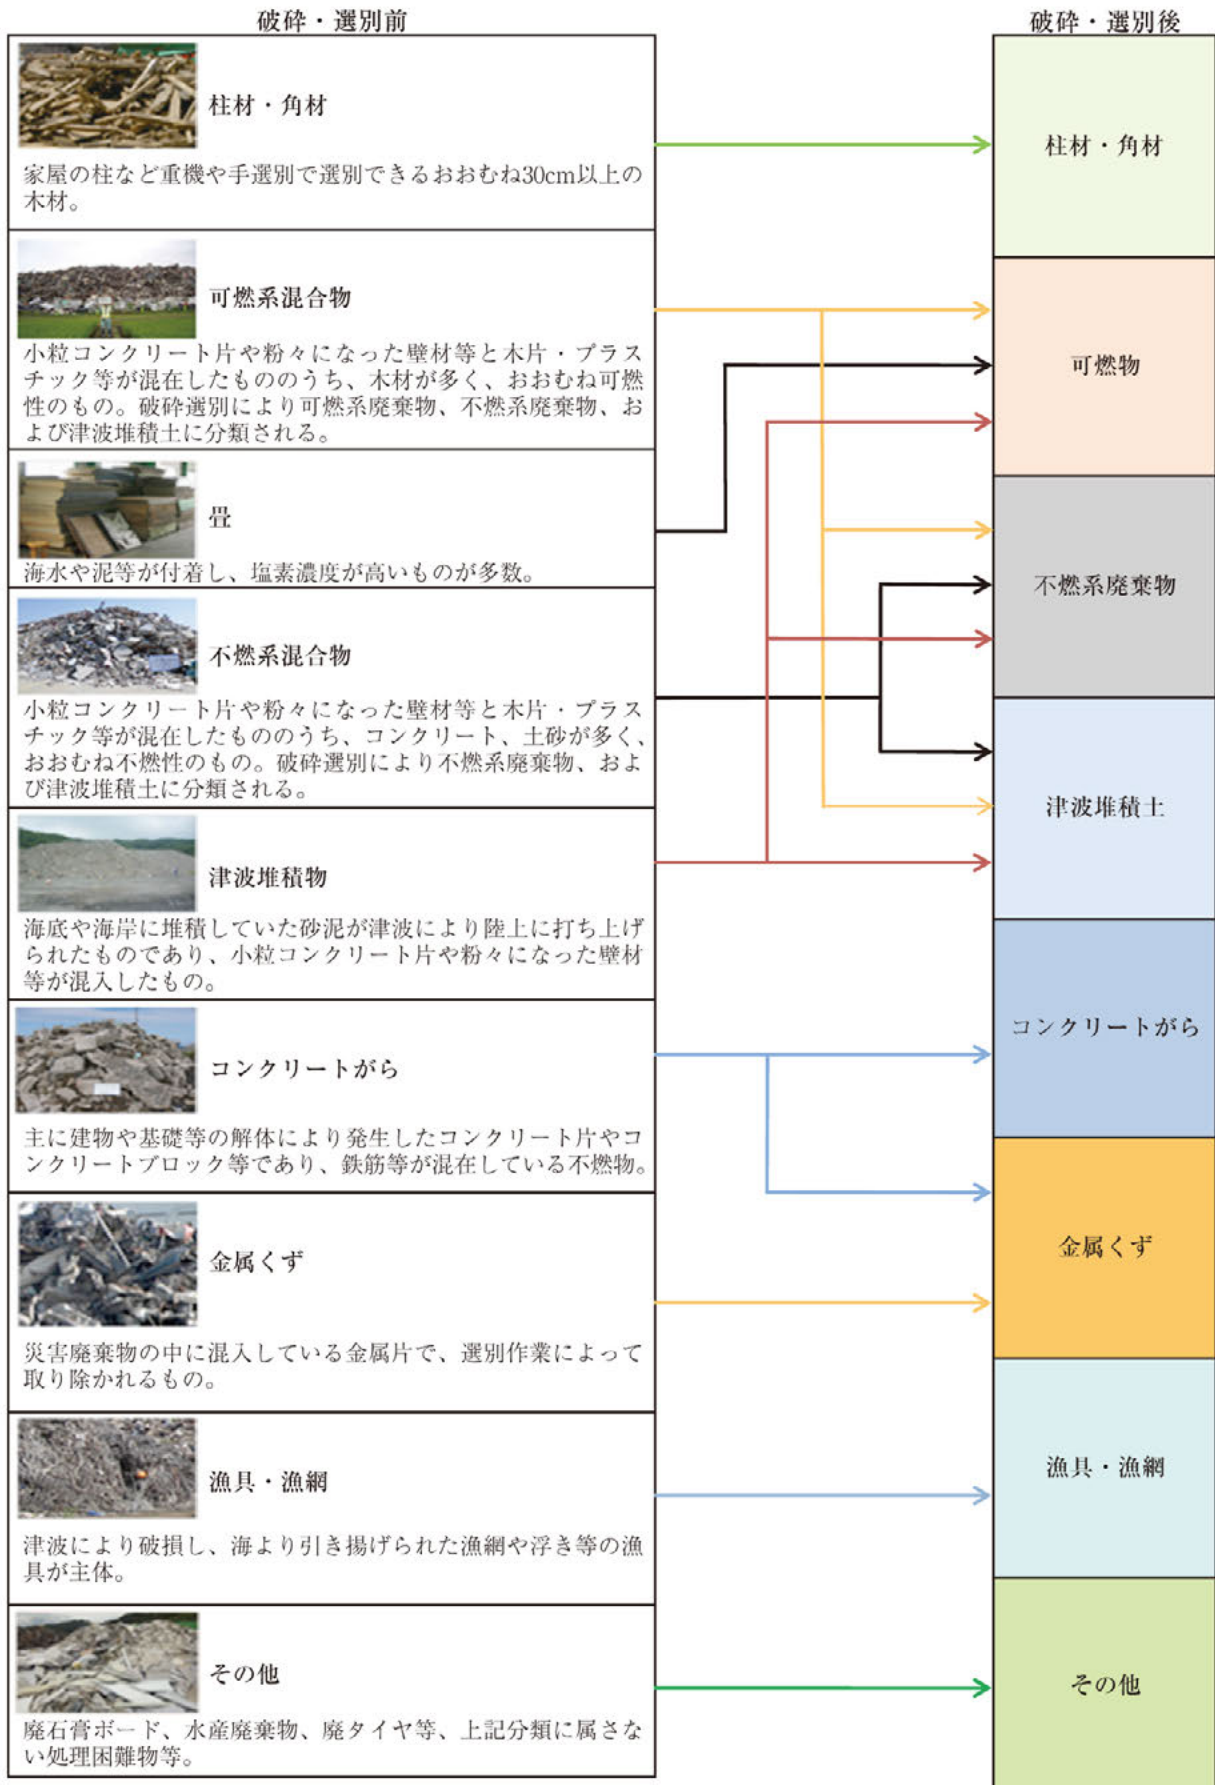 破砕・選別前
柱材・角材
家屋の柱など重機や手選別で選別できるおおむね30cm以上の
木材。
可燃系混合物
小粒コンクリート片や粉々になった壁材等と木片・プラス
チック等が混在したもののうち、木材が多く、おおむね可燃
性のもの。破砕選別により可燃系廃棄物、不燃系廃棄物、お
よび津波堆積土に分類される。
畳
海水や泥等が付着し、塩素濃度が高いものが多数。
不燃系混合物
小粒コンクリート片や粉々になった壁材等と木片・プラス
チック等が混在したもののうち、コンクリート、土砂が多く、
おおむね不燃性のもの。破砕選別により不燃系廃棄物、およ
び津波堆積土に分類される。
津波堆積物
海底や海岸に堆積していた砂泥が津波により陸上に打ち上げ
られたものであり、小粒コンクリート片や粉々になった壁材
等が混入したもの。
コンクリートがら
主に建物や基礎等の解体により発生したコンクリート片やコ
ンクリートブロック等であり、鉄筋等が混在している不燃物。
金属くず
災害廃棄物の中に混入している金属片で、選別作業によって
取り除かれるもの。
漁具・漁網
津波により破損し、海より引き揚げられた漁網や浮き等の漁
具が主体。
その他
廃石膏ボード、水産廃棄物、廃タイヤ等、上記分類に属さな
い処理困難物等。
破砕・選別後
柱材・角材
可燃物
不燃系廃棄物
津波堆積土
コンクリートがら
金属くず
漁具・漁網
その他